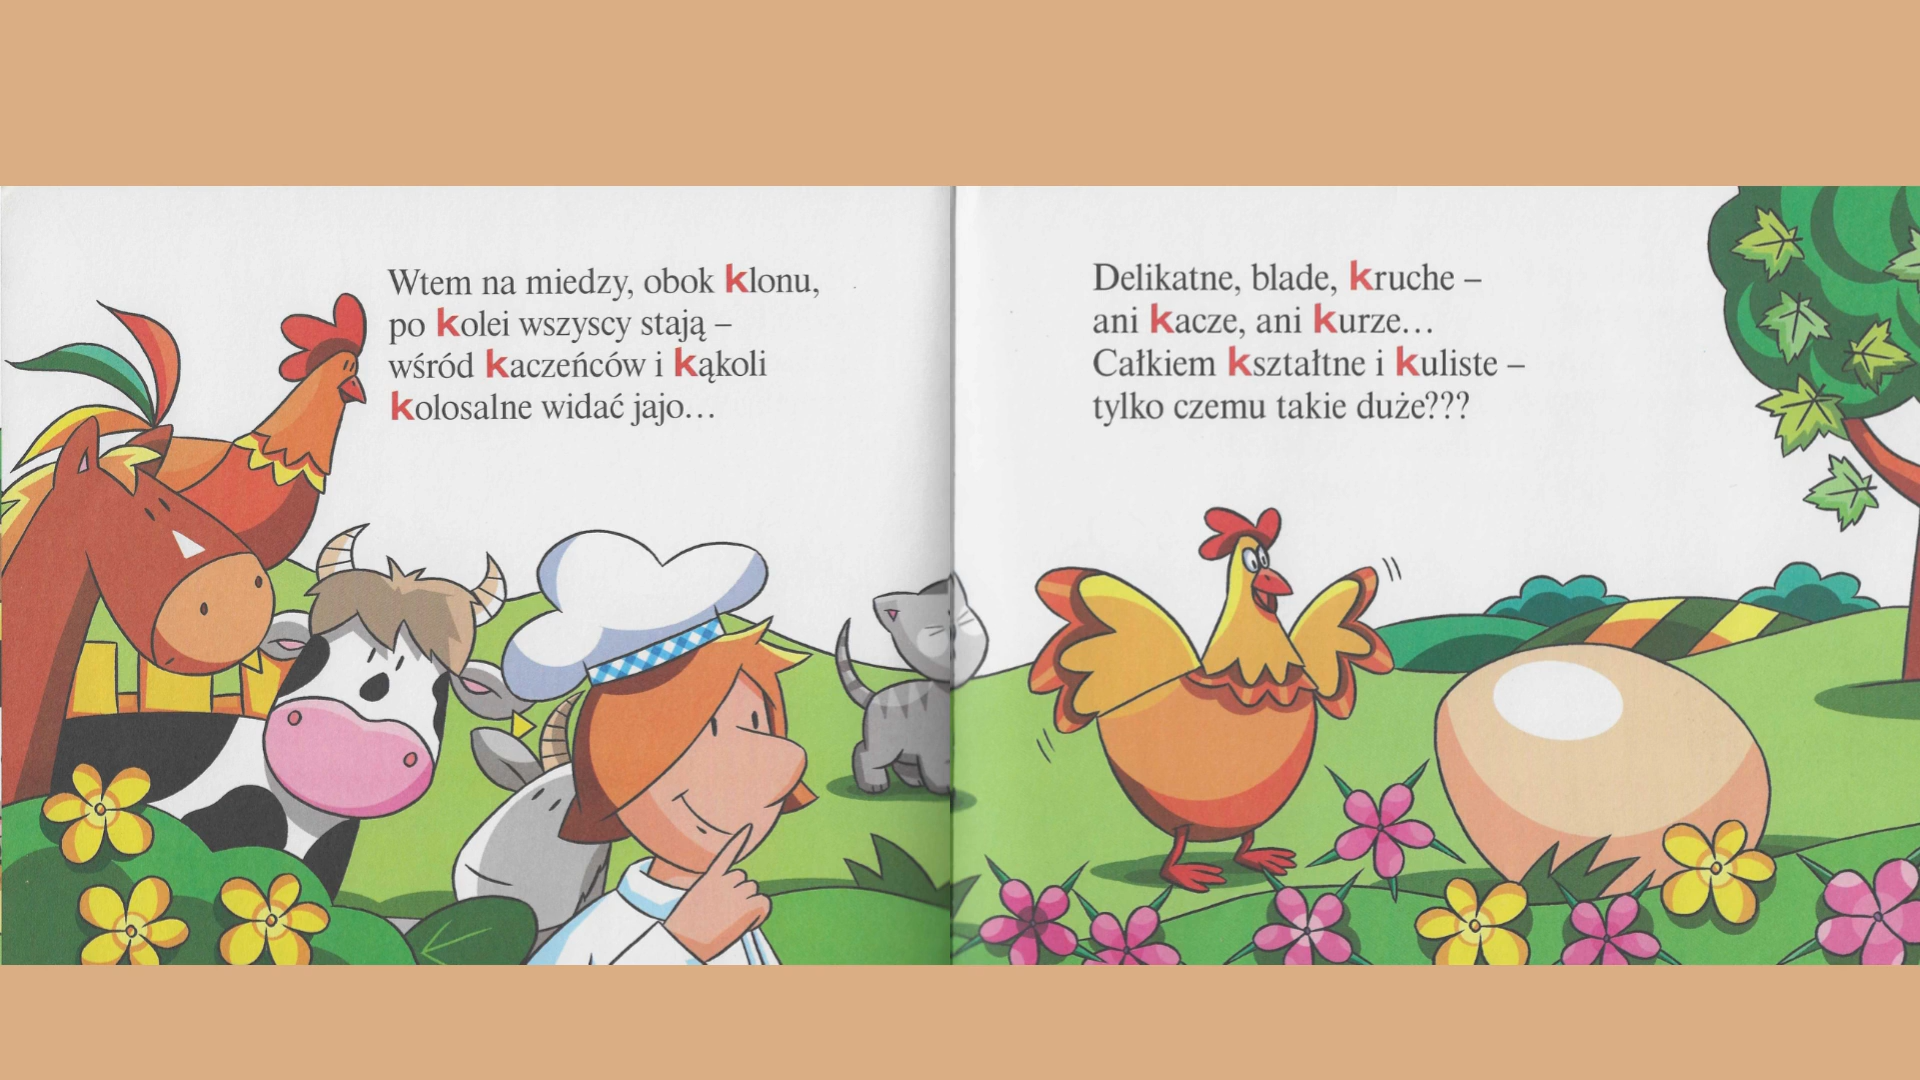 Wtem na miedzy, obok klonu,
po kolei wszyscy stają –
wśród kaczeńców i kąkoli
kolosalne widać jajo…
Delikatne, blade, kruche –
ani kacze, ani kurze…
Całkiem kształtne i kuliste –
tylko czemu takie duże???